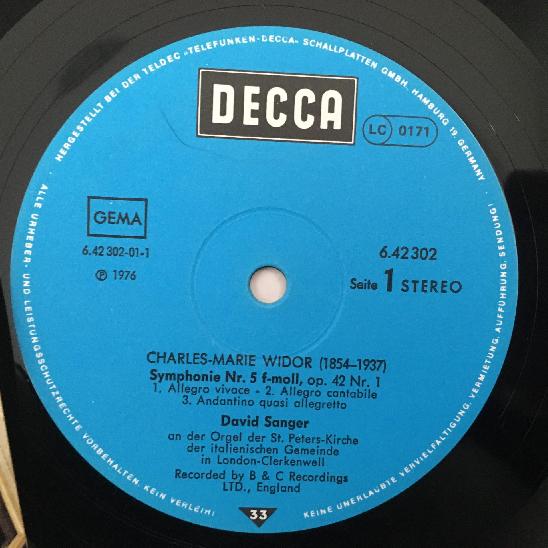 HERGESTELLT BEI DER TELDEC »TELEFUNKEN-DECCA« SCHALLPLATTEN GMBH, HAMBURG 19, GERMANY ·
ALLE URHEBER- UND LEISTUNGSSCHUTZRECHTE VORBEHALTEN KEIN VERLEIH!
KEINE UNERLAUBTE VERVIELFÄLTIGUNG, VERMIETUNG, AUFFÜHRUNG, SENDUNG!
DECCA
LC 0171
GEMA
6.42 302-01-1
℗ 1976
6.42302
Seite 1 STEREO
CHARLES-MARIE WIDOR (1854–1937)
Symphonie Nr. 5 f-moll, op. 42 Nr. 1
1. Allegro vivace - 2. Allegro cantabile
3. Andantino quasi allegretto
David Sanger
an der Orgel der St. Peters-Kirche
der italienischen Gemeinde
in London-Clerkenwell
Recorded by B & C Recordings
LTD., England
33